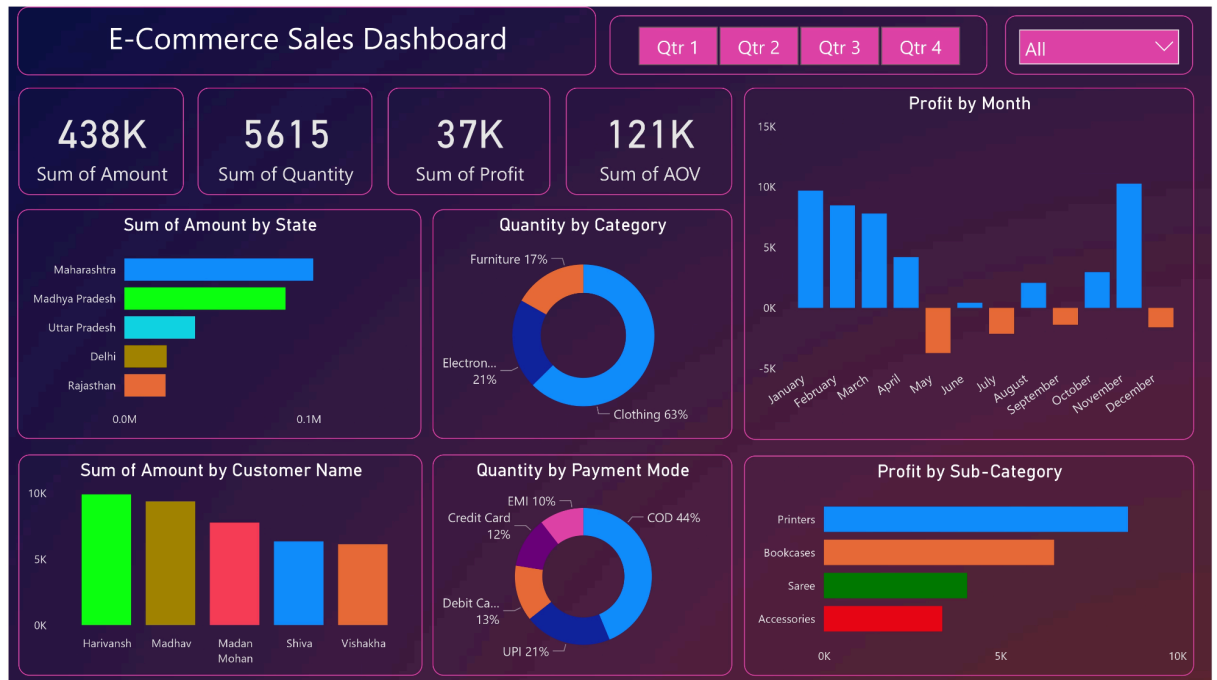 E-Commerce Sales Dashboard
Qtr 1
Qtr 2
Qtr 3
Qtr 4
All
438K
Sum of Amount
5615
Sum of Quantity
37K
Sum of Profit
121K
Sum of AOV
Profit by Month
15K
10K
5K
0K
-5K
January
February
March
April
May
June
July
August
September
October
November
December
Sum of Amount by State
Maharashtra
Madhya Pradesh
Uttar Pradesh
Delhi
Rajasthan
0.0M
0.1M
Quantity by Category
Furniture 17%
Electron...
21%
Clothing 63%
Sum of Amount by Customer Name
10K
5K
0K
Harivansh
Madhav
Madan
Mohan
Shiva
Vishakha
Quantity by Payment Mode
EMI 10%
Credit Card
12%
COD 44%
Debit Ca...
13%
UPI 21%
Profit by Sub-Category
Printers
Bookcases
Saree
Accessories
0K
5K
10K